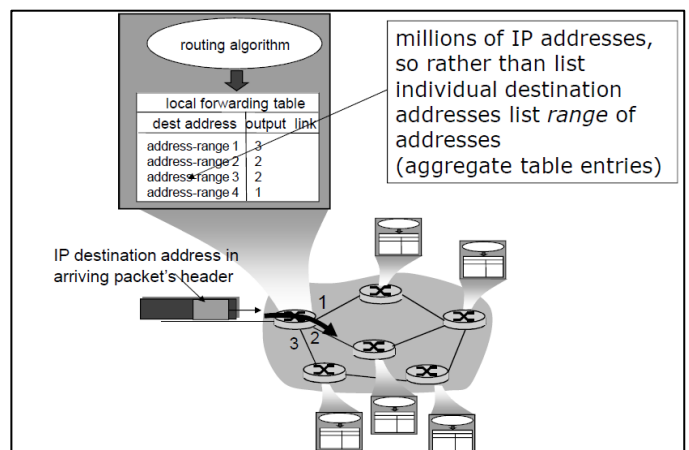 routing algorithm
local forwarding table
dest address output link
address-range 1 3
address-range 2 2
address-range 3 2
address-range 4 1
millions of IP addresses,
so rather than list
individual destination
addresses list range of
addresses
(aggregate table entries)
IP destination address in
arriving packet's header
1
2
3